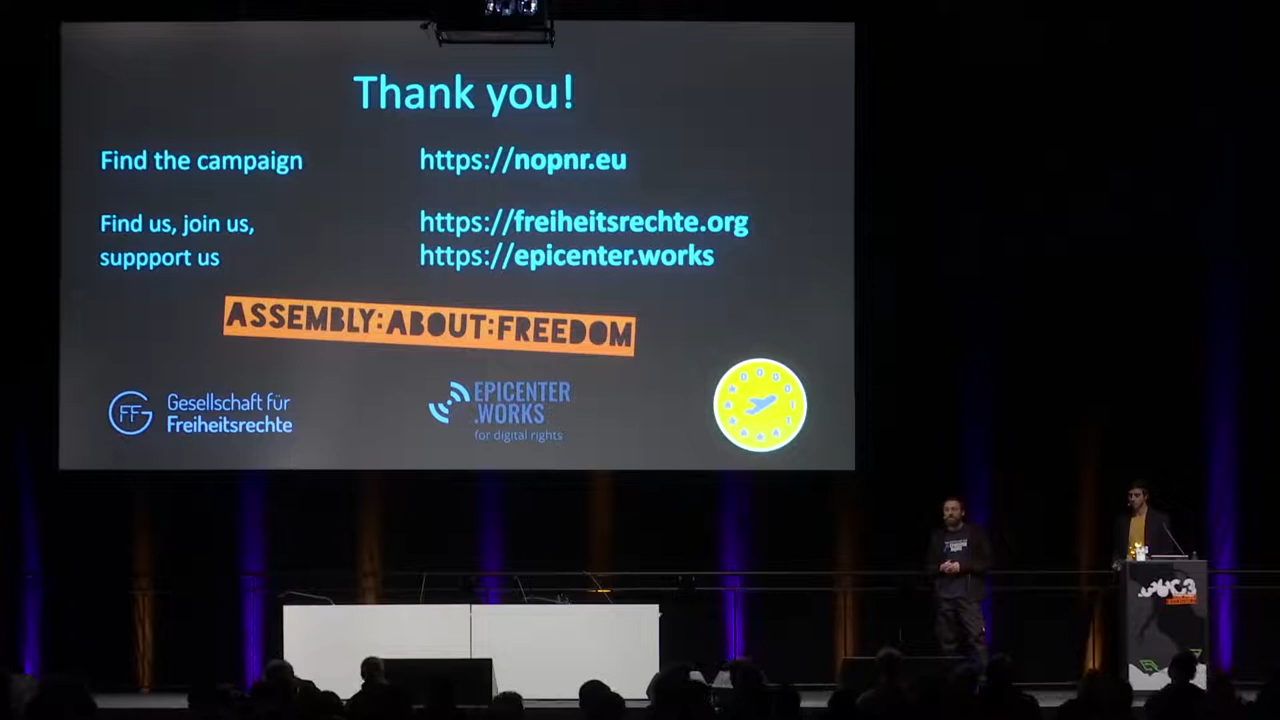 Thank you!
Find the campaign
https://nopnr.eu
Find us, join us,
suppport us
https://freiheitsrechte.org
https://epicenter.works
ASSEMBLY:ABOUT:FREEDOM
GFF
Gesellschaft für
Freiheitsrechte
EPICENTER
.WORKS
for digital rights